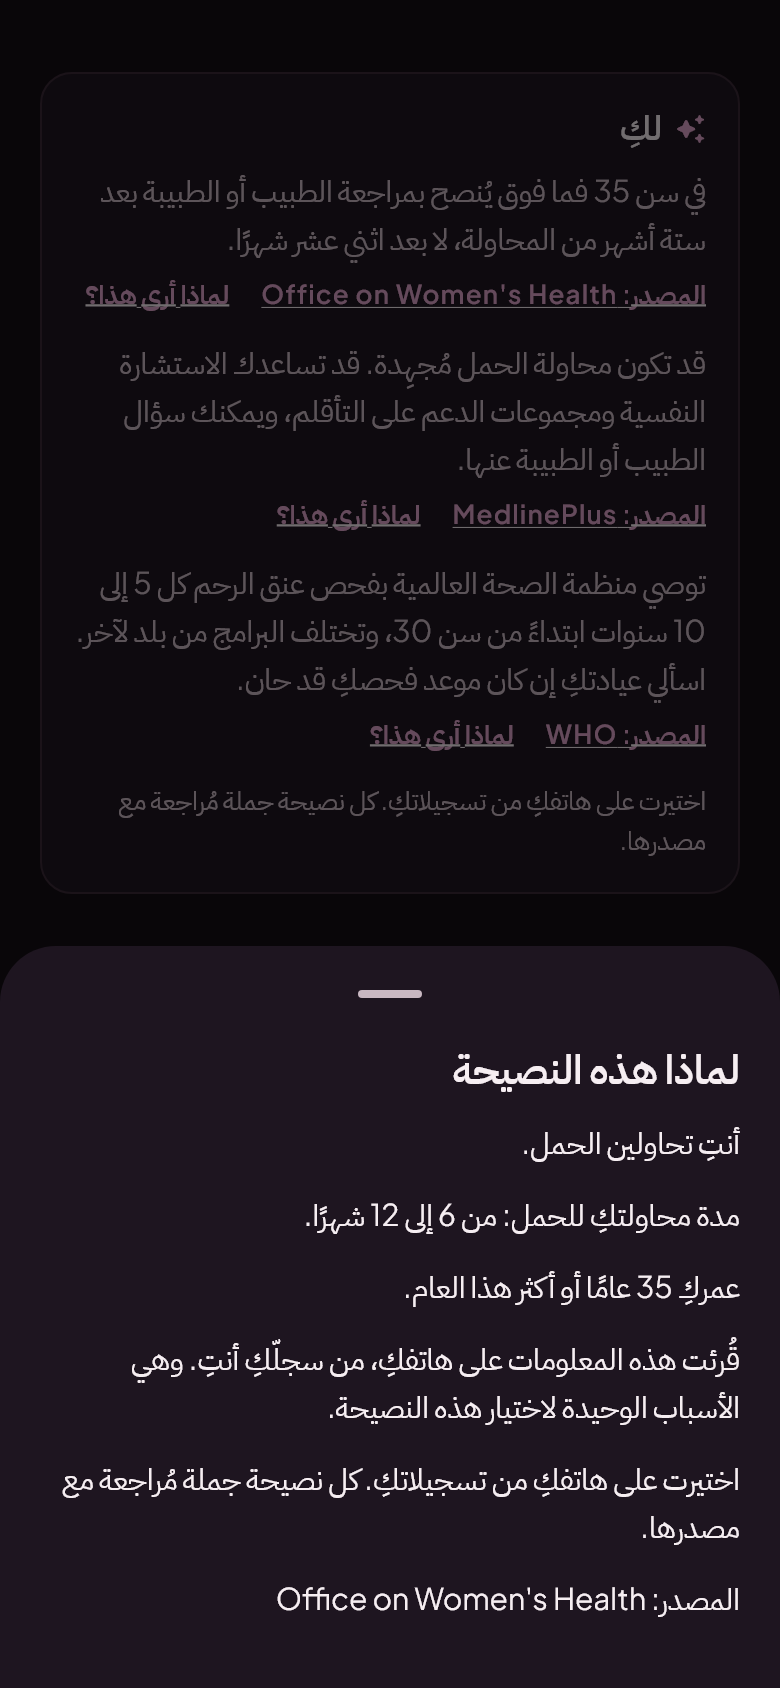 لكِ
في سن 35 فما فوق يُنصح بمراجعة الطبيب أو الطبيبة بعد
ستة أشهر من المحاولة، لا بعد اثني عشر شهرًا.
المصدر: Office on Women's Health لماذا أرى هذا؟
قد تكون محاولة الحمل مُجهِدة. قد تساعدك الاستشارة
النفسية ومجموعات الدعم على التأقلم، ويمكنك سؤال
الطبيب أو الطبيبة عنها.
المصدر: MedlinePlus لماذا أرى هذا؟
توصي منظمة الصحة العالمية بفحص عنق الرحم كل 5 إلى
10 سنوات ابتداءً من سن 30، وتختلف البرامج من بلد لآخر.
اسألي عيادتكِ إن كان موعد فحصكِ قد حان.
المصدر: WHO لماذا أرى هذا؟
اختيرت على هاتفكِ من تسجيلاتكِ. كل نصيحة جملة مُراجعة مع
مصدرها.
لماذا هذه النصيحة
أنتِ تحاولين الحمل.
مدة محاولتكِ للحمل: من 6 إلى 12 شهرًا.
عمركِ 35 عامًا أو أكثر هذا العام.
قُرئت هذه المعلومات على هاتفكِ، من سجلّكِ أنتِ. وهي
الأسباب الوحيدة لاختيار هذه النصيحة.
اختيرت على هاتفكِ من تسجيلاتكِ. كل نصيحة جملة مُراجعة مع
مصدرها.
المصدر: Office on Women's Health